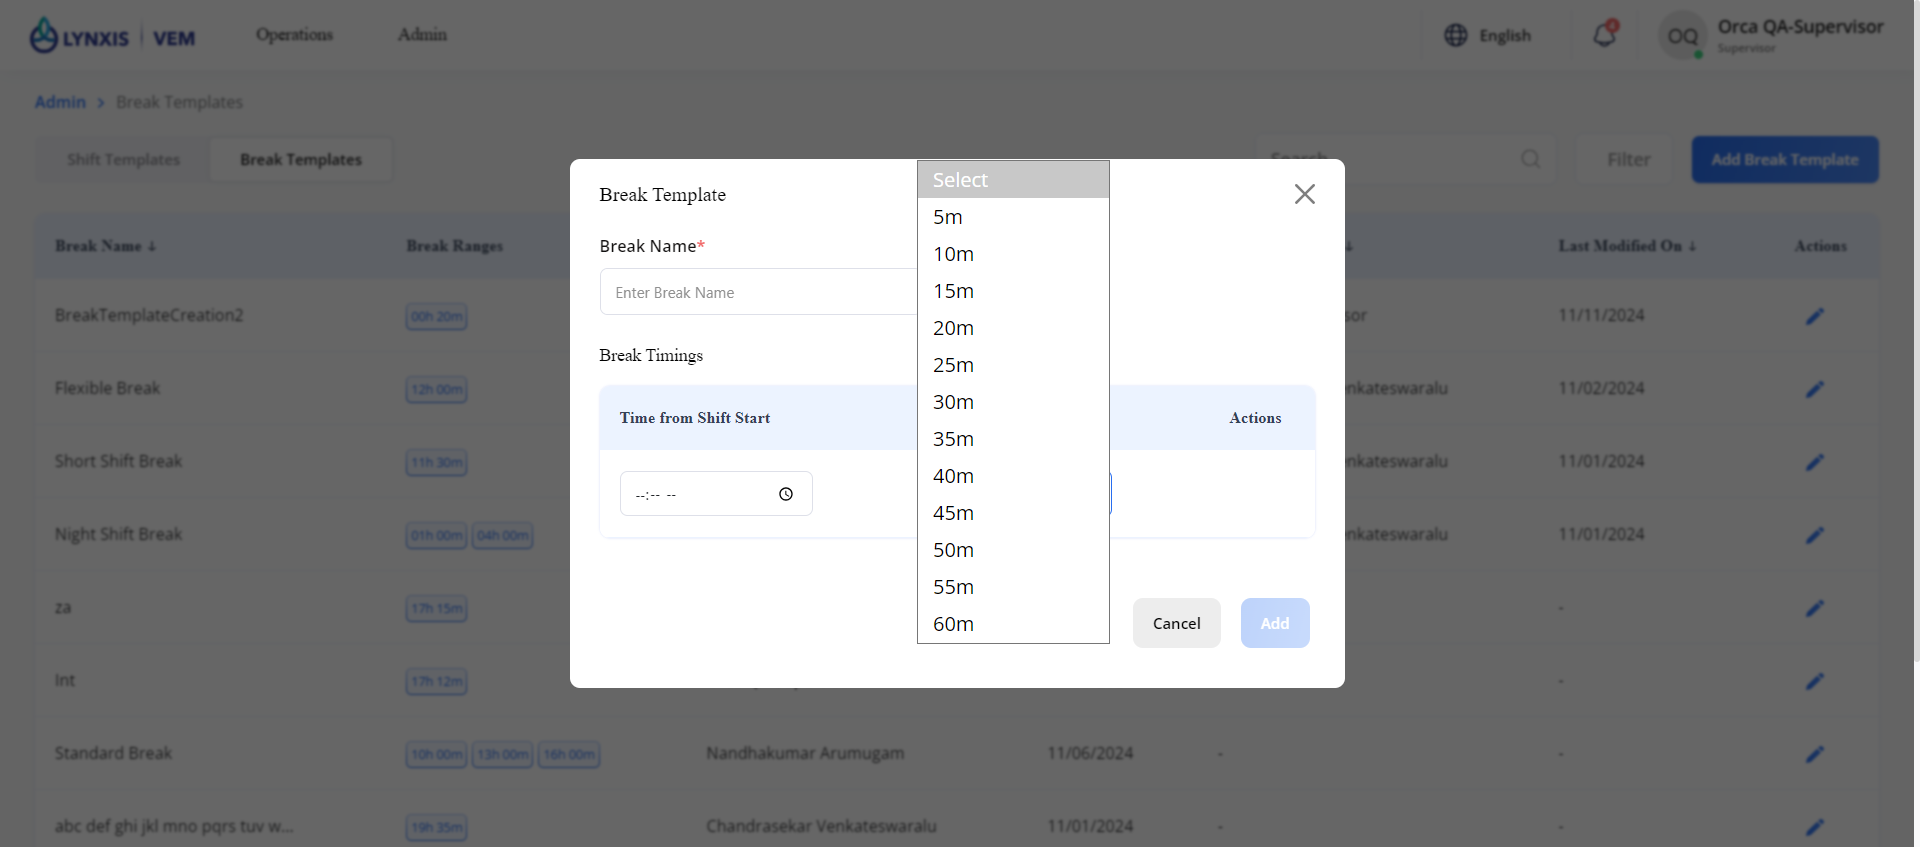 LYNXIS | VEM
Operations
Admin
English
4
OQ
Orca QA-Supervisor
Supervisor
Admin > Break Templates
Shift Templates
Break Templates
Search
Filter
Add Break Template
Break Name ↓
Break Ranges
↓
Last Modified On ↓
Actions
BreakTemplateCreation2
00h 20m
sor
11/11/2024
Flexible Break
12h 00m
enkateswaralu
11/02/2024
Short Shift Break
11h 30m
enkateswaralu
11/01/2024
Night Shift Break
01h 00m
04h 00m
enkateswaralu
11/01/2024
za
17h 15m
-
Int
17h 12m
-
Standard Break
10h 00m
13h 00m
16h 00m
Nandhakumar Arumugam
11/06/2024
-
-
abc def ghi jkl mno pqrs tuv w...
19h 35m
Chandrasekar Venkateswaralu
11/01/2024
-
-
Break Template
Break Name*
Enter Break Name
Break Timings
Time from Shift Start
Actions
--:-- --
Select
5m
10m
15m
20m
25m
30m
35m
40m
45m
50m
55m
60m
Cancel
Add